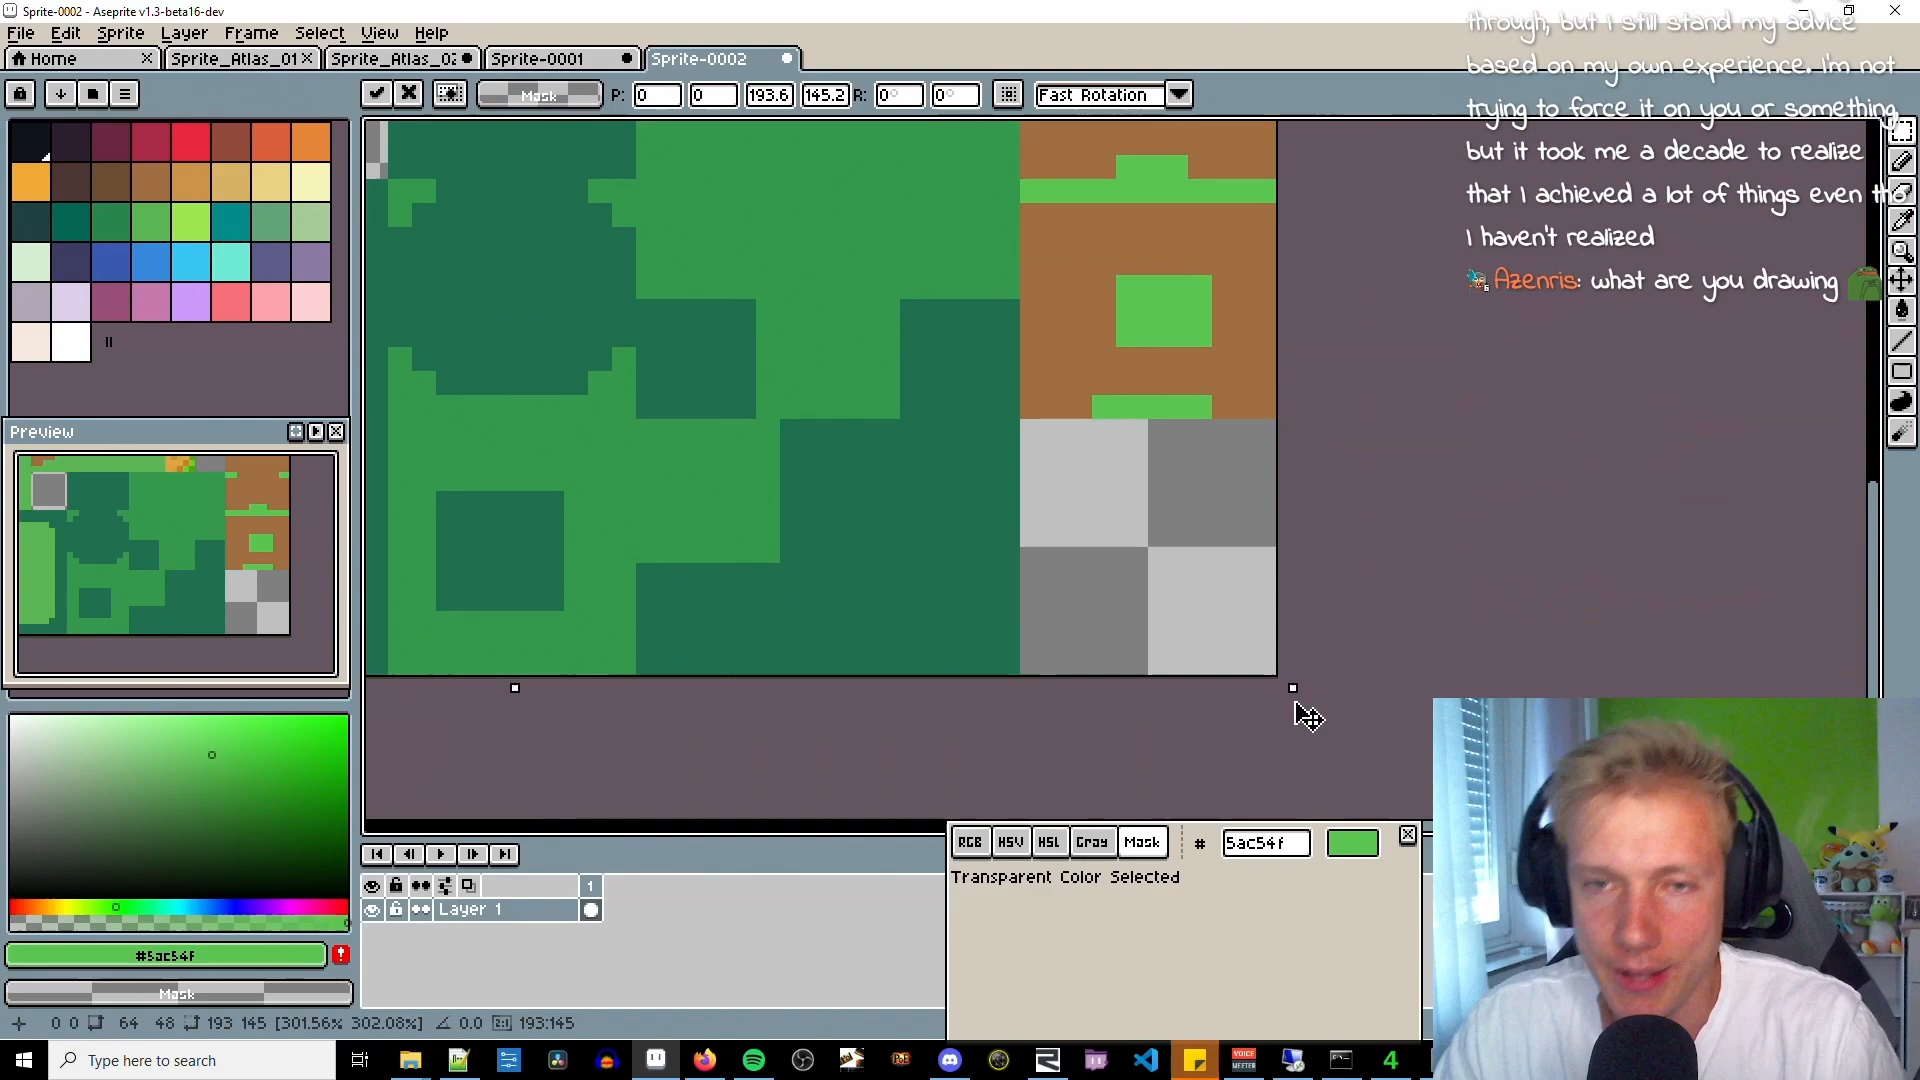 Sprite-0002 - Aseprite v1.3-beta16-dev
File Edit Sprite Layer Frame Select View Help
Home Sprite_Atlas_01 Sprite_Atlas_02 Sprite-0001 Sprite-0002
Mask P: 0 0 193.6 145.2 R: 0° 0° Fast Rotation
through, but I still stand my advice
based on my own experience. I'm not
trying to force it on you or something,
but it took me a decade to realize
that I achieved a lot of things even tho
I haven't realized
Azenris: what are you drawing
Preview
RGB HSV HSL Gray Mask # 5ac54f
Transparent Color Selected
1
Layer 1
#5ac54f
Mask
0 0 64 48 193 145 [301.56% 302.08%] 0.0 193:145
Type here to search